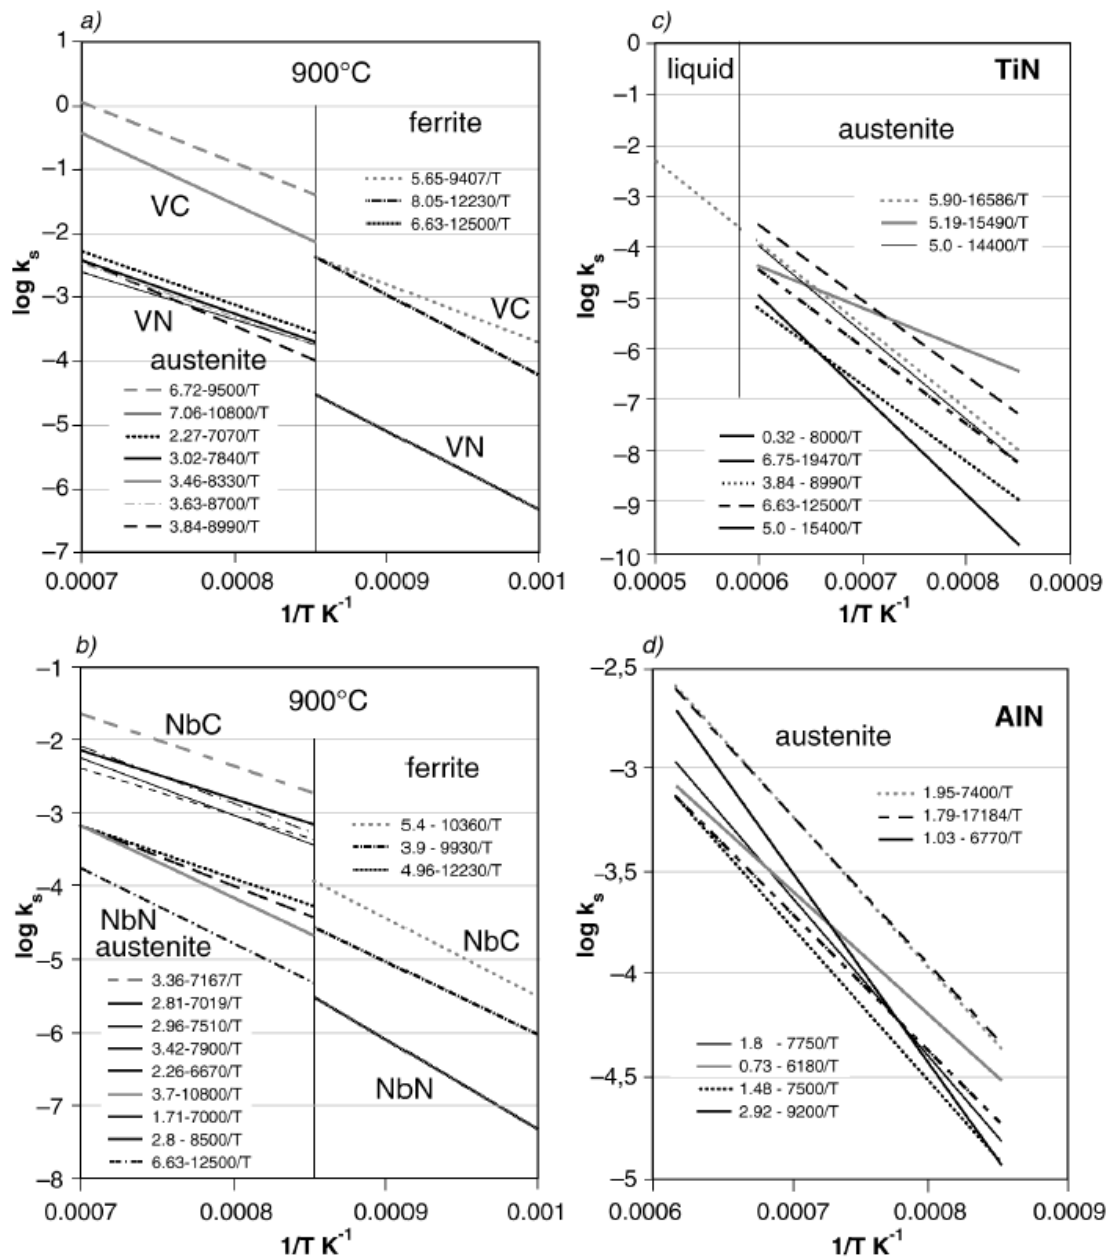 a)
1
0
−1
−2
−3
−4
−5
−6
−7
log ks
900°C
ferrite
5.65-9407/T
8.05-12230/T
6.63-12500/T
VC
VN
VC
VN
austenite
6.72-9500/T
7.06-10800/T
2.27-7070/T
3.02-7840/T
3.46-8330/T
3.63-8700/T
3.84-8990/T
0.0007 0.0008 0.0009 0.001
1/T K-1
c)
0
−1
−2
−3
−4
−5
−6
−7
−8
−9
−10
log ks
liquid
TiN
austenite
5.90-16586/T
5.19-15490/T
5.0 - 14400/T
0.32 - 8000/T
6.75-19470/T
3.84 - 8990/T
6.63-12500/T
5.0 - 15400/T
0.0005 0.0006 0.0007 0.0008 0.0009
1/T K-1
b)
−1
−2
−3
−4
−5
−6
−7
−8
log ks
900°C
NbC
ferrite
5.4 - 10360/T
3.9 - 9930/T
4.96-12230/T
NbC
NbN
NbN
austenite
3.36-7167/T
2.81-7019/T
2.96-7510/T
3.42-7900/T
2.26-6670/T
3.7-10800/T
1.71-7000/T
2.8 - 8500/T
6.63-12500/T
0.0007 0.0008 0.0009 0.001
1/T K-1
d)
−2,5
−3
−3,5
−4
−4,5
−5
log ks
AlN
austenite
1.95-7400/T
1.79-17184/T
1.03 - 6770/T
1.8 - 7750/T
0.73 - 6180/T
1.48 - 7500/T
2.92 - 9200/T
0.0006 0.0007 0.0008 0.0009
1/T K-1